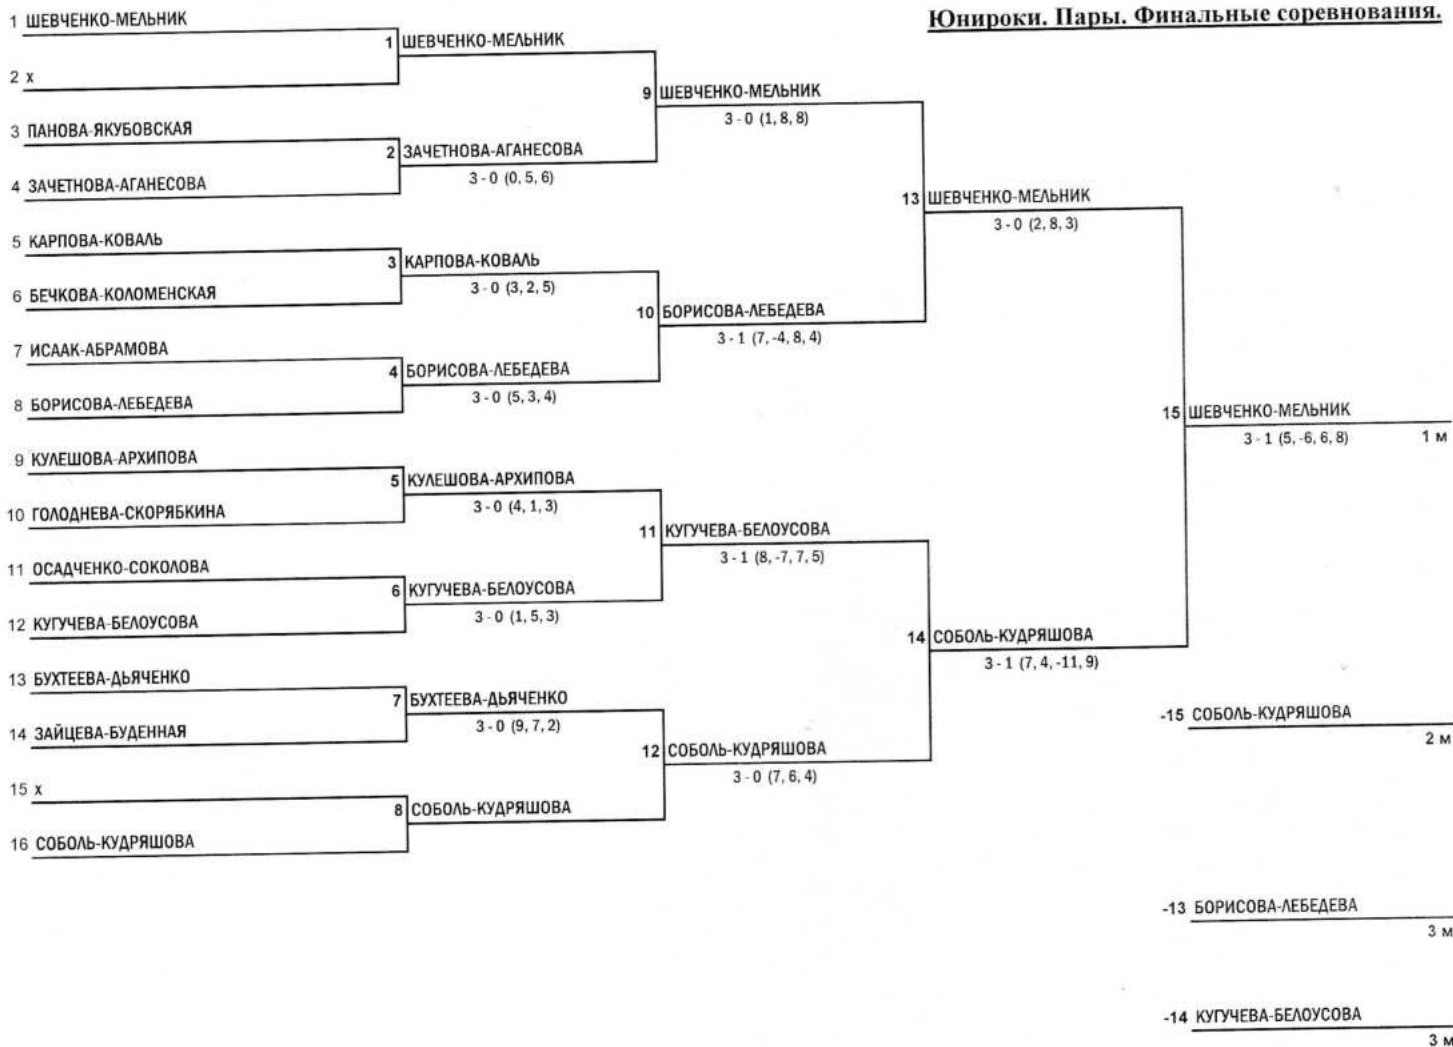 Юнироки. Пары. Финальные соревнования.
1 ШЕВЧЕНКО-МЕЛЬНИК
2 х
3 ПАНОВА-ЯКУБОВСКАЯ
4 ЗАЧЕТНОВА-АГАНЕСОВА
5 КАРПОВА-КОВАЛЬ
6 БЕЧКОВА-КОЛОМЕНСКАЯ
7 ИСААК-АБРАМОВА
8 БОРИСОВА-ЛЕБЕДЕВА
9 КУЛЕШОВА-АРХИПОВА
10 ГОЛОДНЕВА-СКОРЯБКИНА
11 ОСАДЧЕНКО-СОКОЛОВА
12 КУГУЧЕВА-БЕЛОУСОВА
13 БУХТЕЕВА-ДЬЯЧЕНКО
14 ЗАЙЦЕВА-БУДЕННАЯ
15 х
16 СОБОЛЬ-КУДРЯШОВА
1 ШЕВЧЕНКО-МЕЛЬНИК
2 ЗАЧЕТНОВА-АГАНЕСОВА
3 - 0 (0, 5, 6)
3 КАРПОВА-КОВАЛЬ
3 - 0 (3, 2, 5)
4 БОРИСОВА-ЛЕБЕДЕВА
3 - 0 (5, 3, 4)
5 КУЛЕШОВА-АРХИПОВА
3 - 0 (4, 1, 3)
6 КУГУЧЕВА-БЕЛОУСОВА
3 - 0 (1, 5, 3)
7 БУХТЕЕВА-ДЬЯЧЕНКО
3 - 0 (9, 7, 2)
8 СОБОЛЬ-КУДРЯШОВА
9 ШЕВЧЕНКО-МЕЛЬНИК
3 - 0 (1, 8, 8)
10 БОРИСОВА-ЛЕБЕДЕВА
3 - 1 (7, -4, 8, 4)
11 КУГУЧЕВА-БЕЛОУСОВА
3 - 1 (8, -7, 7, 5)
12 СОБОЛЬ-КУДРЯШОВА
3 - 0 (7, 6, 4)
13 ШЕВЧЕНКО-МЕЛЬНИК
3 - 0 (2, 8, 3)
14 СОБОЛЬ-КУДРЯШОВА
3 - 1 (7, 4, -11, 9)
15 ШЕВЧЕНКО-МЕЛЬНИК
3 - 1 (5, -6, 6, 8) 1 м
-15 СОБОЛЬ-КУДРЯШОВА
2 м
-13 БОРИСОВА-ЛЕБЕДЕВА
3 м
-14 КУГУЧЕВА-БЕЛОУСОВА
3 м